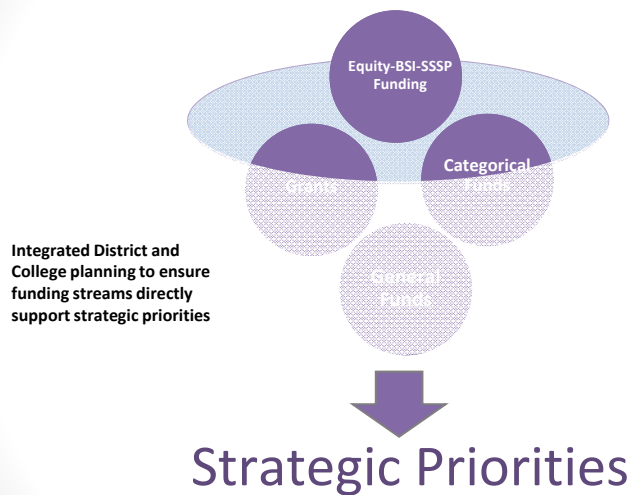 Equity-BSI-SSSP
Funding
Grants
Categorical
Funds
General
Funds
Integrated District and
College planning to ensure
funding streams directly
support strategic priorities
Strategic Priorities